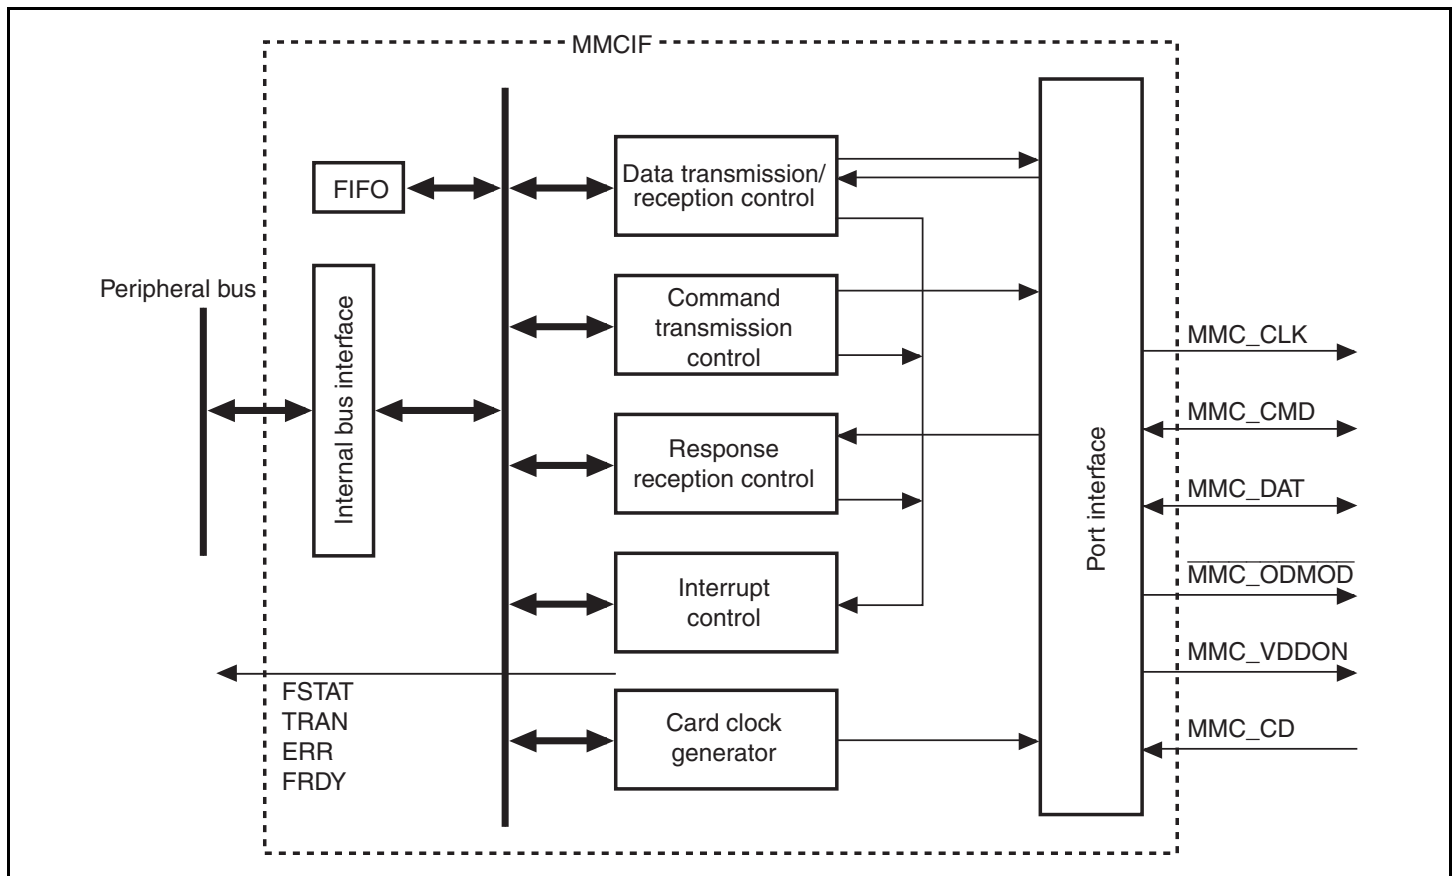 MMCIF
FIFO
Data transmission/
reception control
Peripheral bus
Internal bus interface
Command
transmission
control
Response
reception control
Interrupt
control
FSTAT
TRAN
ERR
FRDY
Card clock
generator
Port interface
MMC_CLK
MMC_CMD
MMC_DAT
MMC_ODMOD
MMC_VDDON
MMC_CD